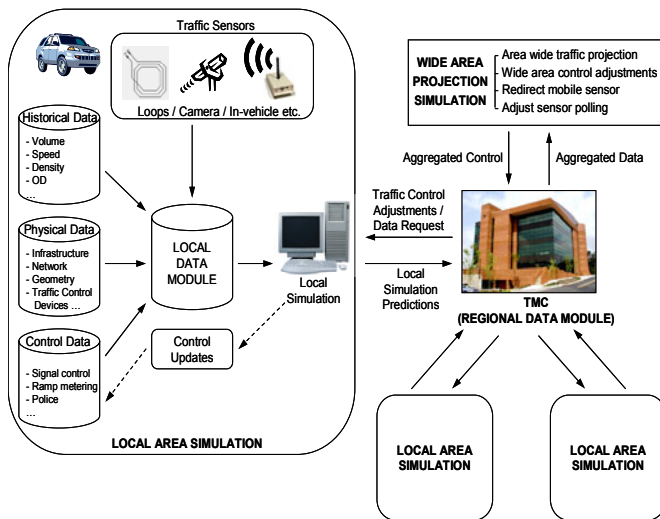 Traffic Sensors
Loops / Camera / In-vehicle etc.
Historical Data
- Volume
- Speed
- Density
- OD
...
Physical Data
- Infrastructure
- Network
- Geometry
- Traffic Control
Devices ...
Control Data
- Signal control
- Ramp metering
- Police
...
LOCAL
DATA
MODULE
Local
Simulation
Control
Updates
LOCAL AREA SIMULATION
WIDE AREA
PROJECTION
SIMULATION
- Area wide traffic projection
- Wide area control adjustments
- Redirect mobile sensor
- Adjust sensor polling
Aggregated Control
Aggregated Data
Traffic Control
Adjustments /
Data Request
Local
Simulation
Predictions
TMC
(REGIONAL DATA MODULE)
LOCAL AREA
SIMULATION
LOCAL AREA
SIMULATION